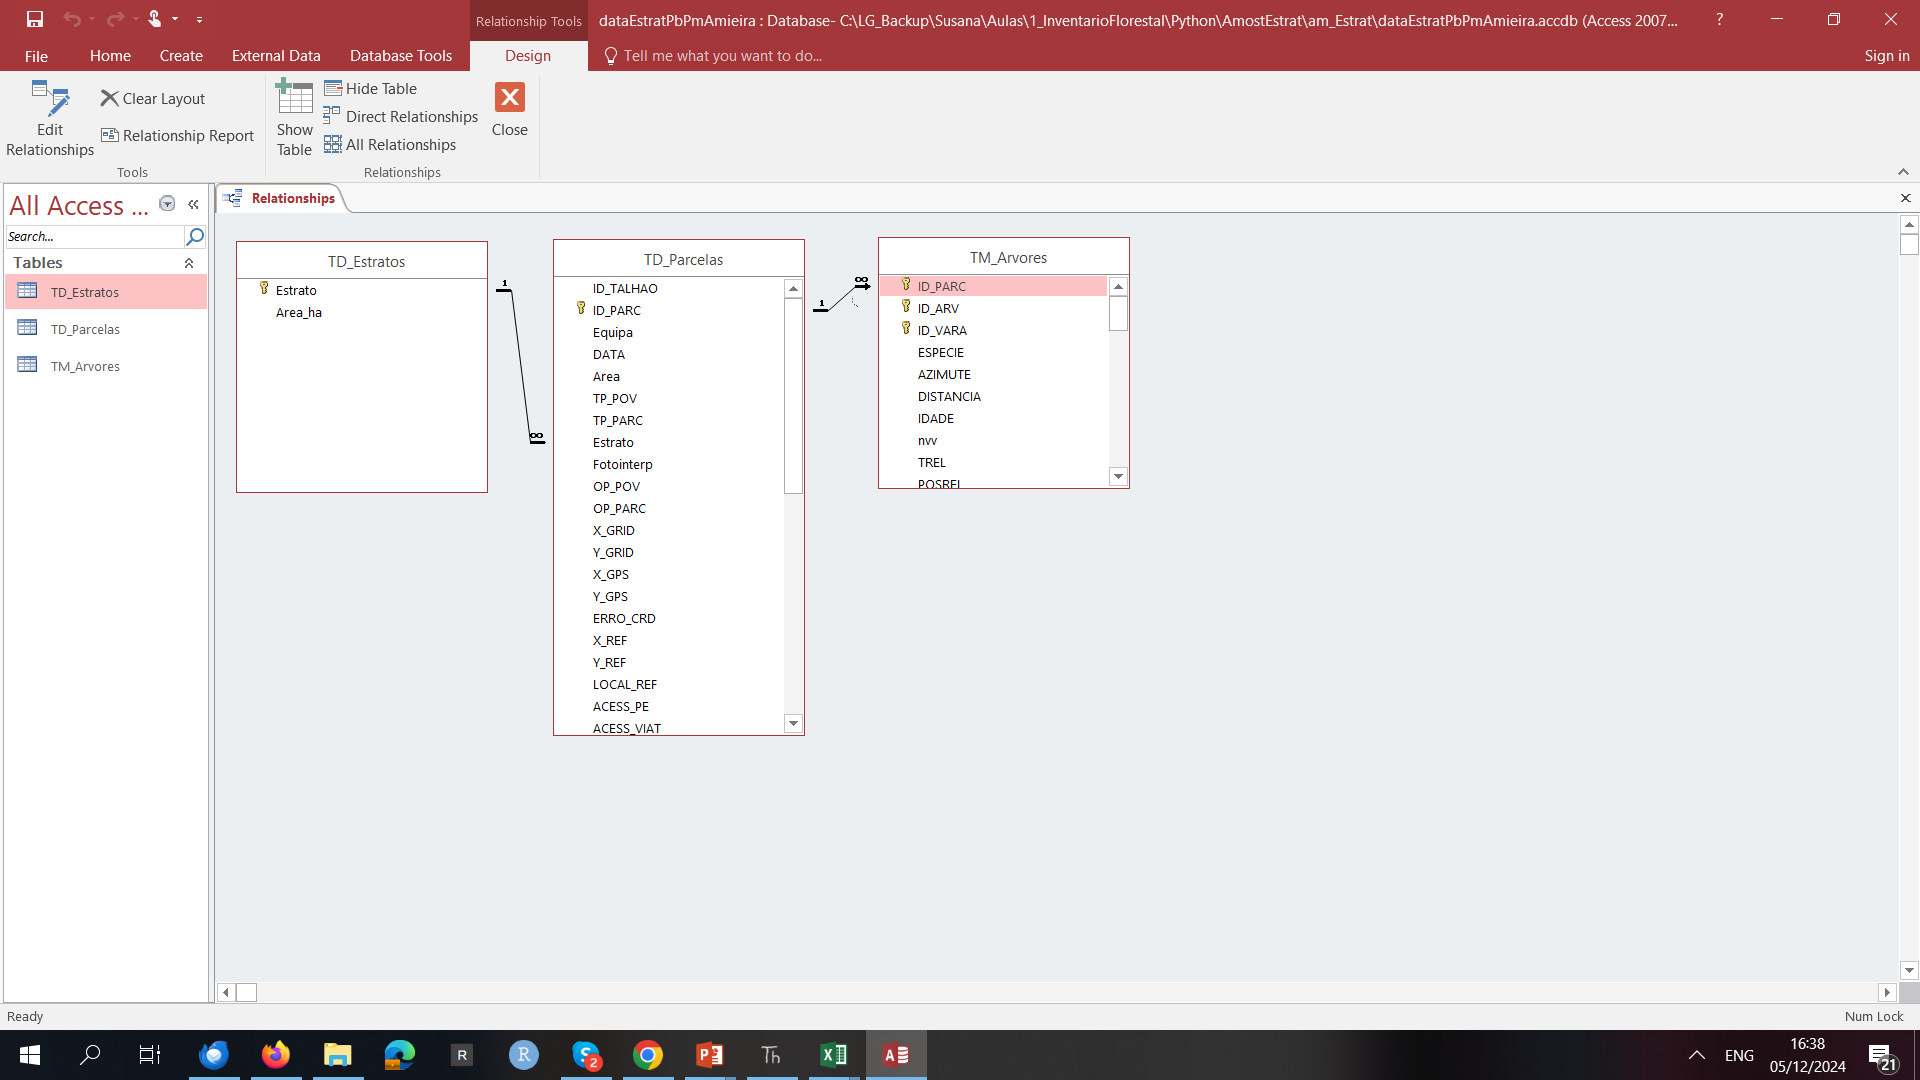 Relationship Tools
dataEstratPbPmAmieira : Database- C:\LG_Backup\Susana\Aulas\1_InventarioFlorestal\Python\AmostEstrat\am_Estrat\dataEstratPbPmAmieira.accdb (Access 2007...
?
File
Home
Create
External Data
Database Tools
Design
Tell me what you want to do...
Sign in
Edit
Relationships
Clear Layout
Relationship Report
Tools
Show
Table
Hide Table
Direct Relationships
All Relationships
Relationships
Close
All Access ...
Search...
Tables
TD_Estratos
TD_Parcelas
TM_Arvores
Relationships
TD_Estratos
Estrato
Area_ha
1
∞
TD_Parcelas
ID_TALHAO
ID_PARC
Equipa
DATA
Area
TP_POV
TP_PARC
Estrato
Fotointerp
OP_POV
OP_PARC
X_GRID
Y_GRID
X_GPS
Y_GPS
ERRO_CRD
X_REF
Y_REF
LOCAL_REF
ACESS_PE
ACESS_VIAT
1
∞
TM_Arvores
ID_PARC
ID_ARV
ID_VARA
ESPECIE
AZIMUTE
DISTANCIA
IDADE
nvv
TREL
POSREL
Ready
Num Lock
R
R
2
Th
ENG
16:38
05/12/2024
21